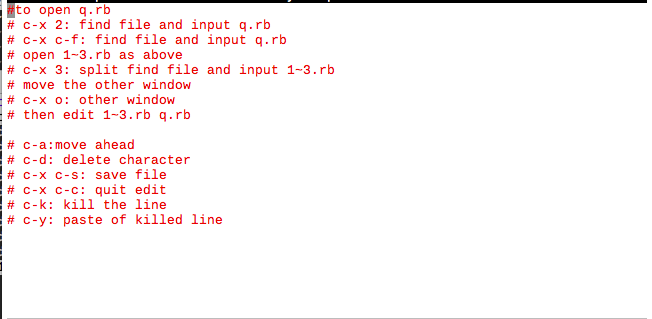 #to open q.rb
# c-x 2: find file and input q.rb
# c-x c-f: find file and input q.rb
# open 1~3.rb as above
# c-x 3: split find file and input 1~3.rb
# move the other window
# c-x o: other window
# then edit 1~3.rb q.rb
# c-a:move ahead
# c-d: delete character
# c-x c-s: save file
# c-x c-c: quit edit
# c-k: kill the line
# c-y: paste of killed line